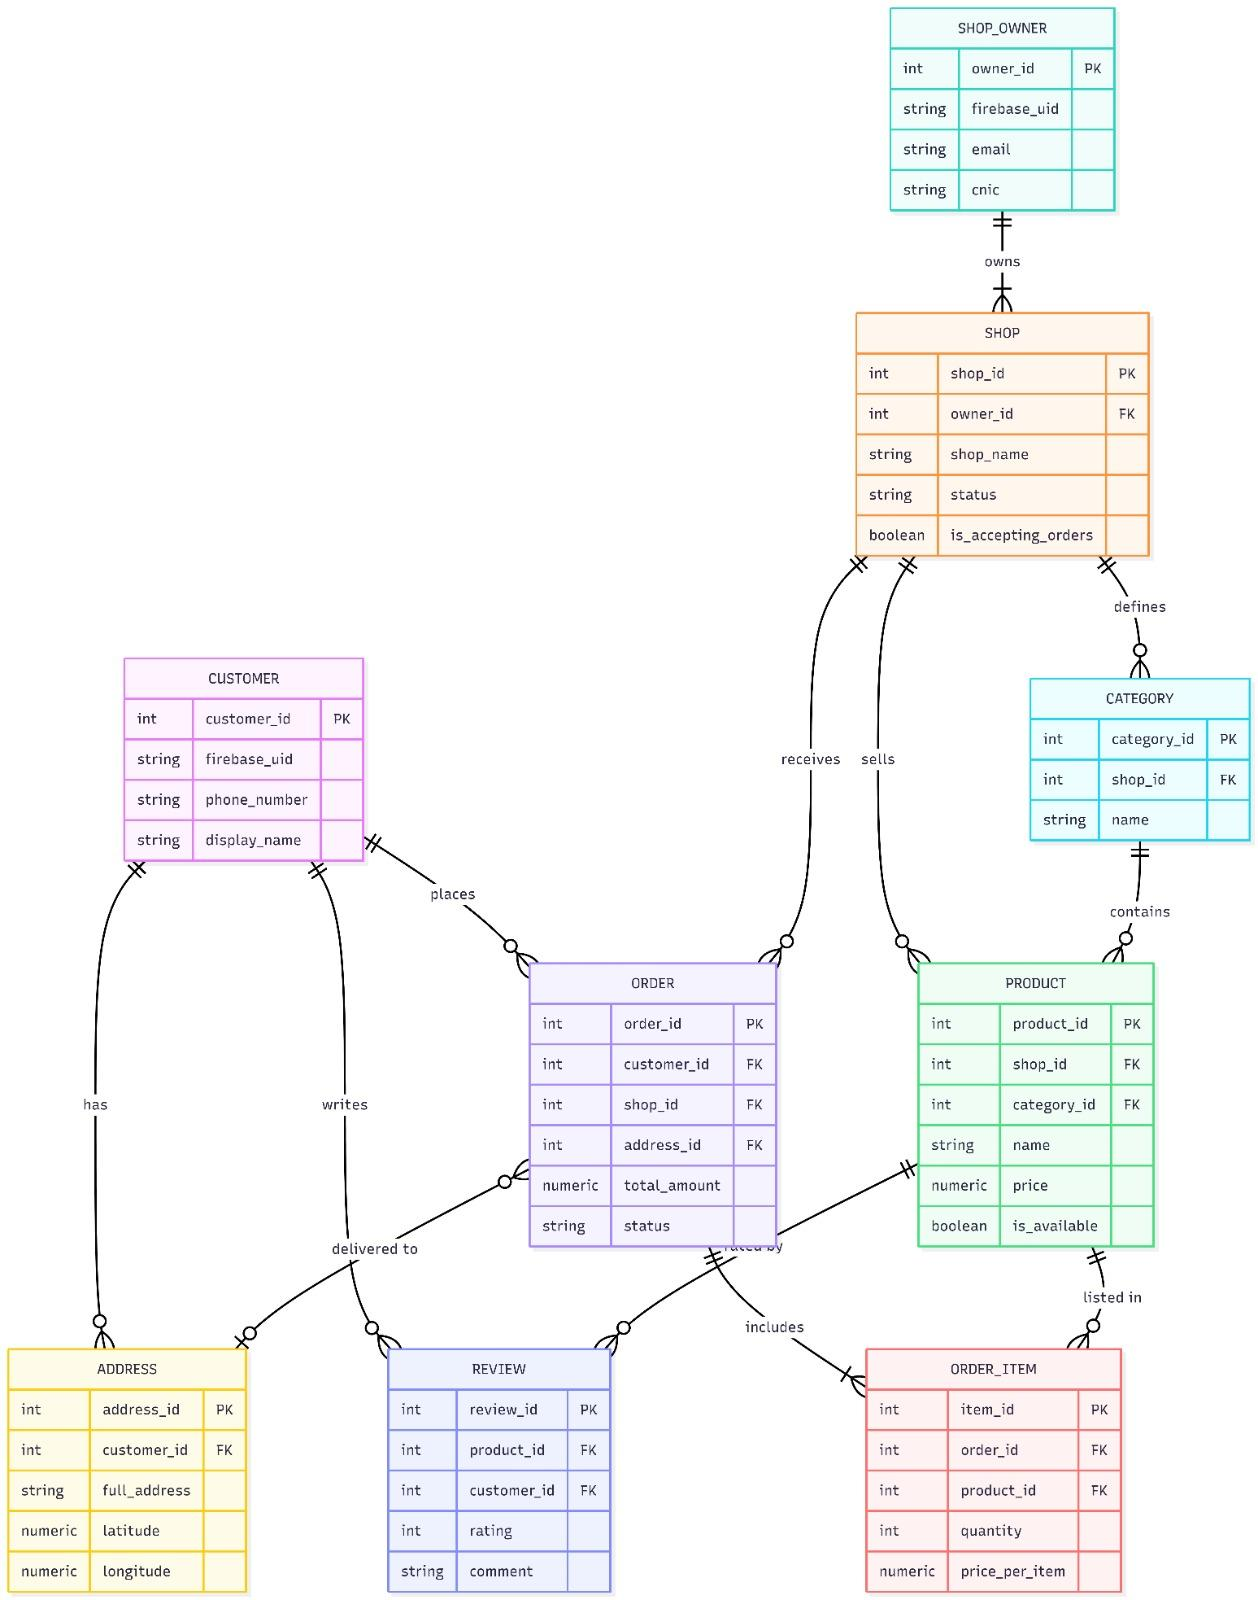 SHOP_OWNER
int owner_id PK
string firebase_uid
string email
string cnic
owns
SHOP
int shop_id PK
int owner_id FK
string shop_name
string status
boolean is_accepting_orders
defines
CUSTOMER
int customer_id PK
string firebase_uid
string phone_number
string display_name
receives
sells
CATEGORY
int category_id PK
int shop_id FK
string name
places
contains
ORDER
int order_id PK
int customer_id FK
int shop_id FK
int address_id FK
numeric total_amount
string status
PRODUCT
int product_id PK
int shop_id FK
int category_id FK
string name
numeric price
boolean is_available
has
writes
delivered to
rated by
listed in
includes
ADDRESS
int address_id PK
int customer_id FK
string full_address
numeric latitude
numeric longitude
REVIEW
int review_id PK
int product_id FK
int customer_id FK
int rating
string comment
ORDER_ITEM
int item_id PK
int order_id FK
int product_id FK
int quantity
numeric price_per_item